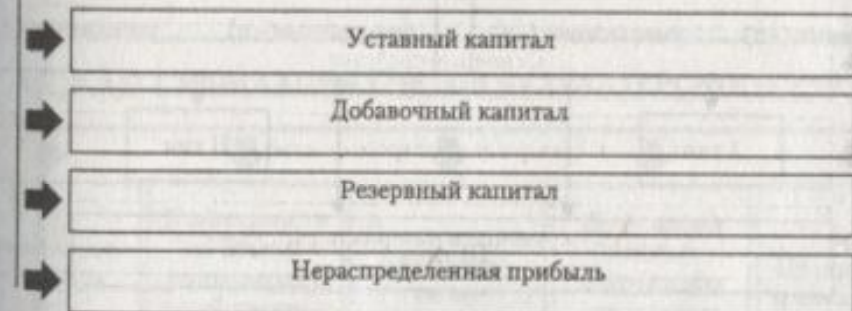 Уставный капитал
Добавочный капитал
Резервный капитал
Нераспределенная прибыль